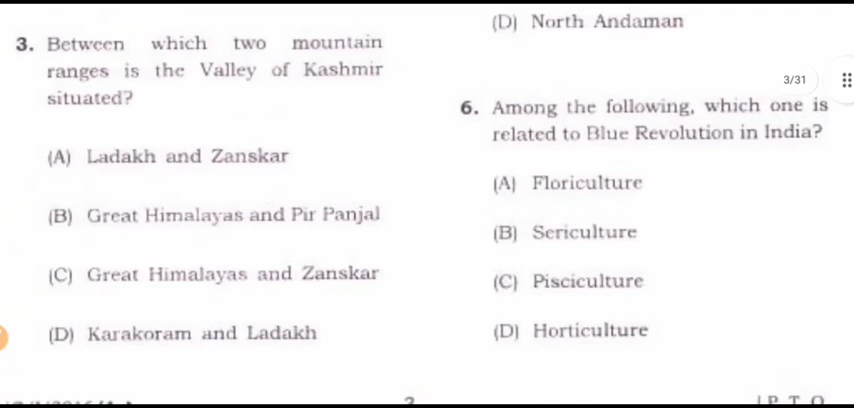 3. Between which two mountain
ranges is the Valley of Kashmir
situated?
(A) Ladakh and Zanskar
(B) Great Himalayas and Pir Panjal
(C) Great Himalayas and Zanskar
(D) Karakoram and Ladakh
(D) North Andaman
3/31
6. Among the following, which one is
related to Blue Revolution in India?
(A) Floriculture
(B) Sericulture
(C) Pisciculture
(D) Horticulture